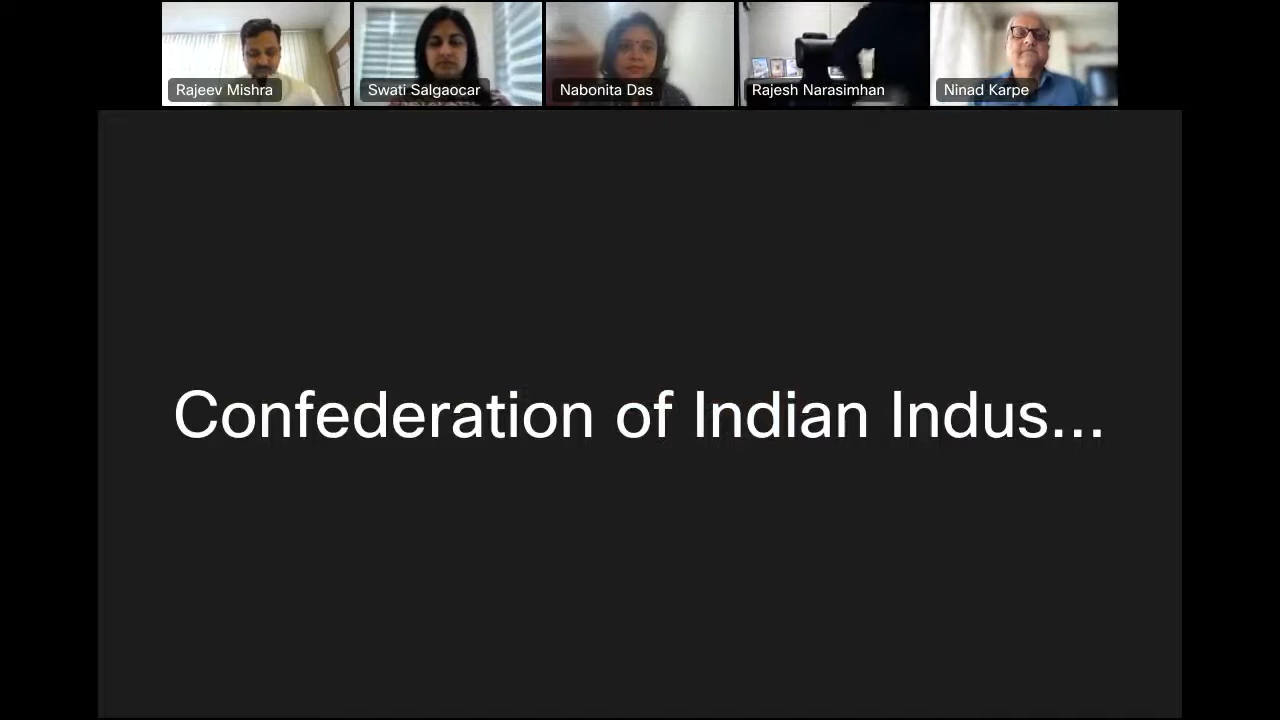 Rajeev Mishra
Swati Salgaocar
Nabonita Das
Rajesh Narasimhan
Ninad Karpe
Confederation of Indian Indus...